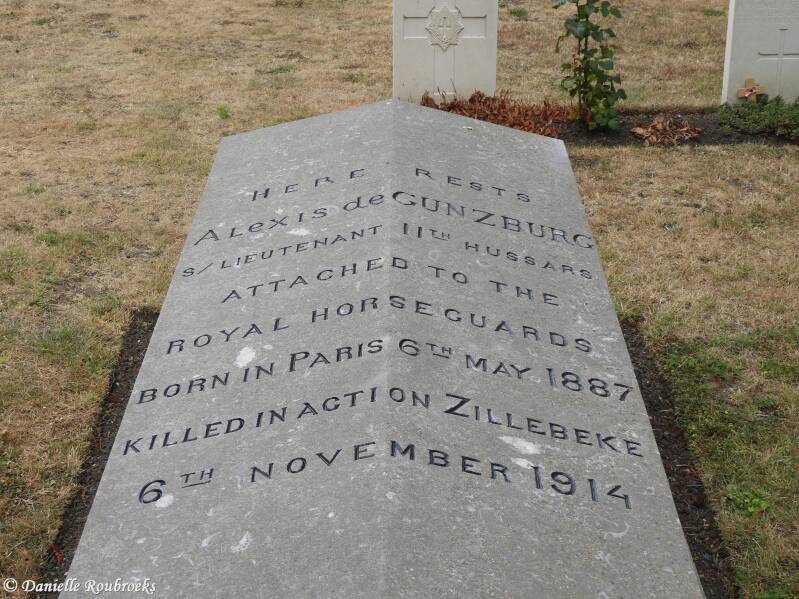 HERE RESTS
ALEXIS de GUNZBURG
S/LIEUTENANT 11TH HUSSARS
ATTACHED TO THE
ROYAL HORSEGUARDS
BORN IN PARIS 6TH MAY 1887
KILLED IN ACTION ZILLEBEKE
6TH NOVEMBER 1914
© Danielle Roubroeks